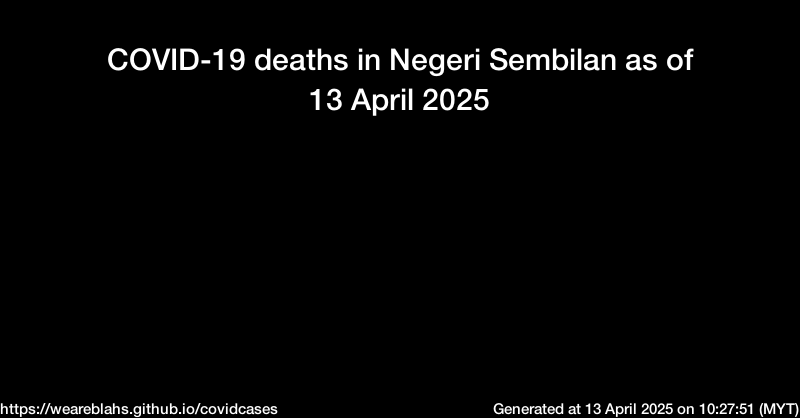 COVID-19 deaths in Negeri Sembilan as of
13 April 2025
https://weareblahs.github.io/covidcases
Generated at 13 April 2025 on 10:27:51 (MYT)